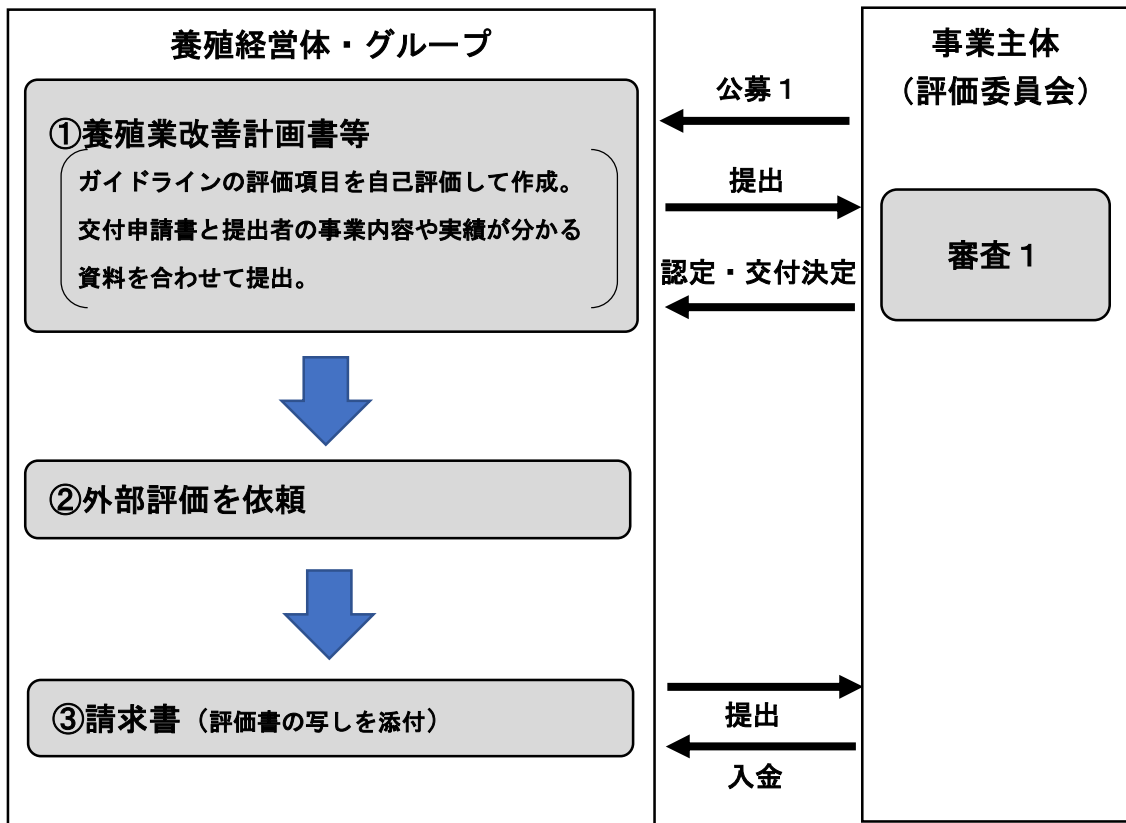 養殖経営体・グループ
①養殖業改善計画書等
ガイドラインの評価項目を自己評価して作成。
交付申請書と提出者の事業内容や実績が分かる
資料を合わせて提出。
②外部評価を依頼
③請求書（評価書の写しを添付）
公募１
提出
認定・交付決定
提出
入金
事業主体
（評価委員会）
審査１